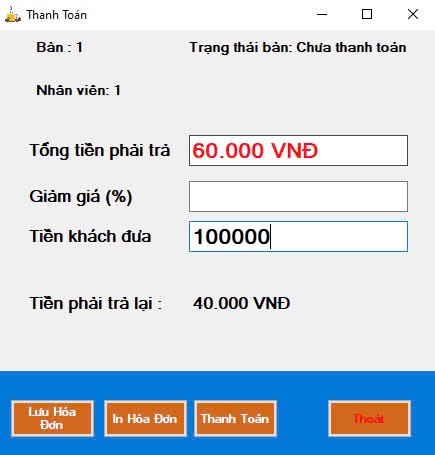 Thanh Toán
Bàn : 1
Trạng thái bàn: Chưa thanh toán
Nhân viên: 1
Tổng tiền phải trả
60.000 VNĐ
Giảm giá (%)
Tiền khách đưa
100000
Tiền phải trả lại :
40.000 VNĐ
Lưu Hóa
Đơn
In Hóa Đơn
Thanh Toán
Thoát